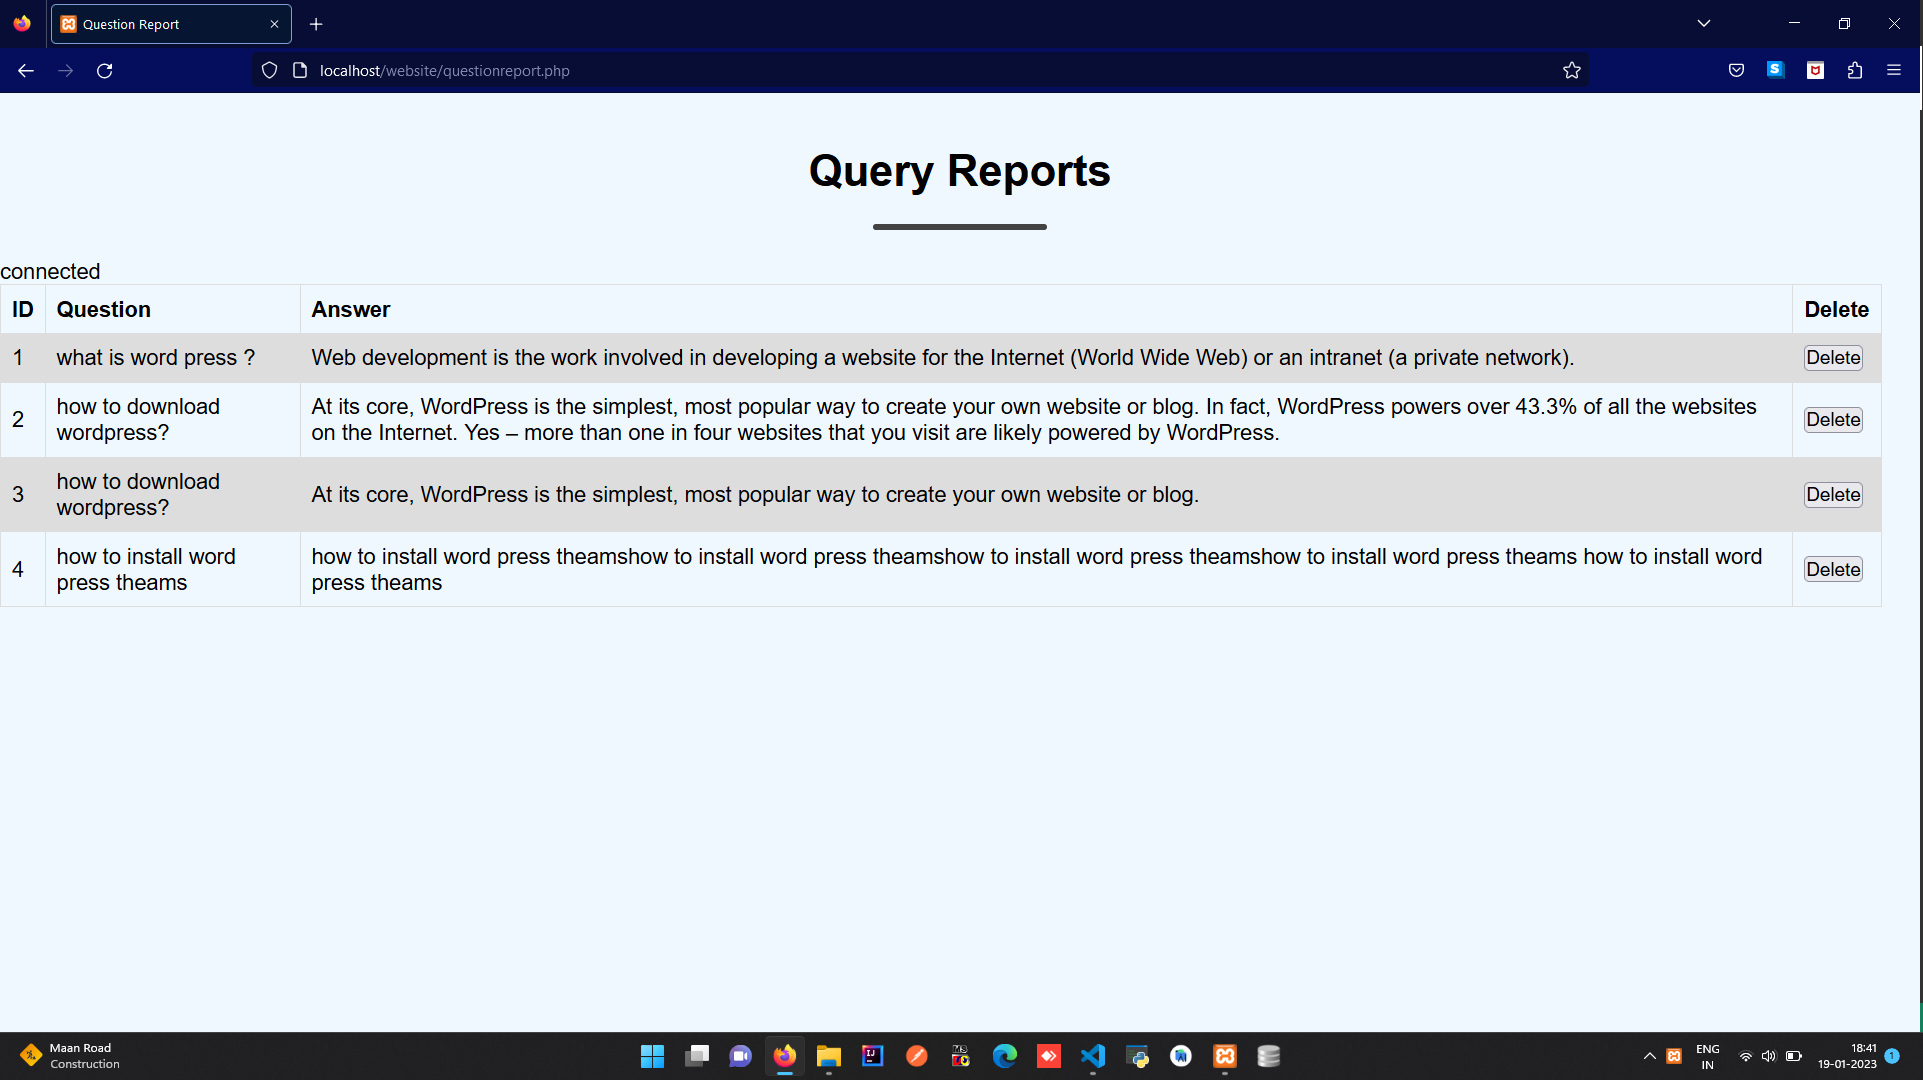 Question Report
localhost/website/questionreport.php
Query Reports
connected
ID Question Answer Delete
1 what is word press ? Web development is the work involved in developing a website for the Internet (World Wide Web) or an intranet (a private network). Delete
2 how to download
wordpress?
At its core, WordPress is the simplest, most popular way to create your own website or blog. In fact, WordPress powers over 43.3% of all the websites
on the Internet. Yes – more than one in four websites that you visit are likely powered by WordPress.
Delete
3 how to download
wordpress?
At its core, WordPress is the simplest, most popular way to create your own website or blog.
Delete
4 how to install word
press theams
how to install word press theamshow to install word press theamshow to install word press theamshow to install word press theams how to install word
press theams
Delete
Maan Road
Construction
ENG
IN
18:41
19-01-2023
1